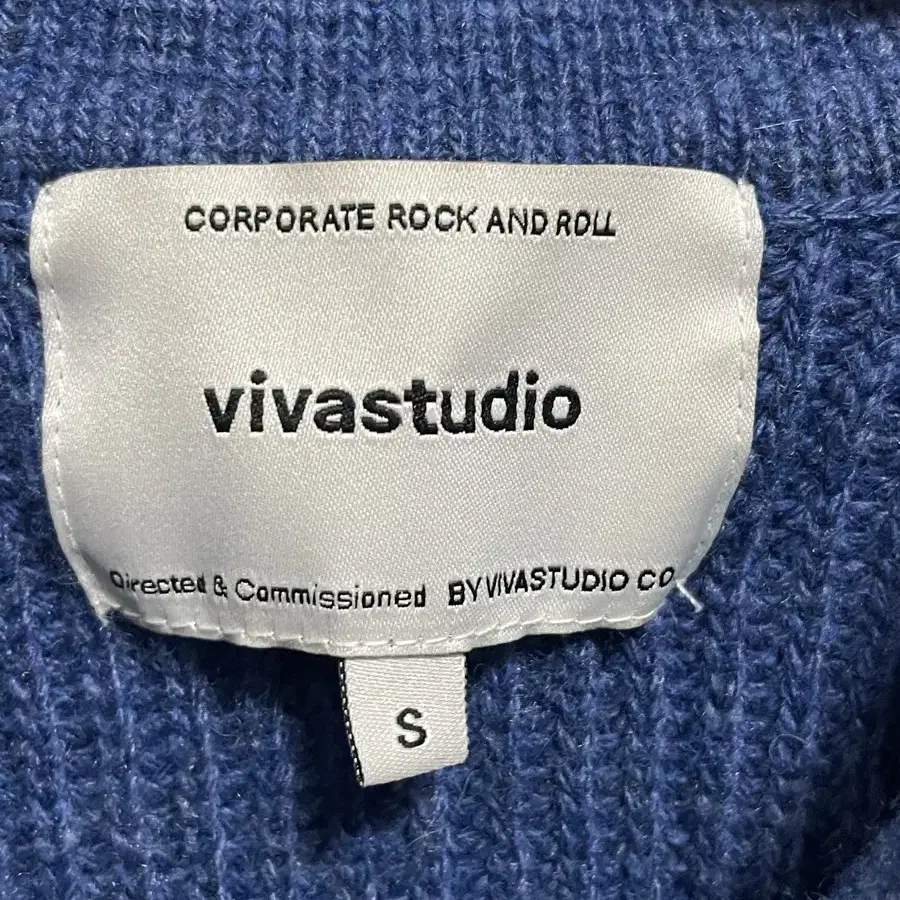 CORPORATE ROCK AND ROLL
vivastudio
Directed & Commissioned BY VIVASTUDIO CO
S